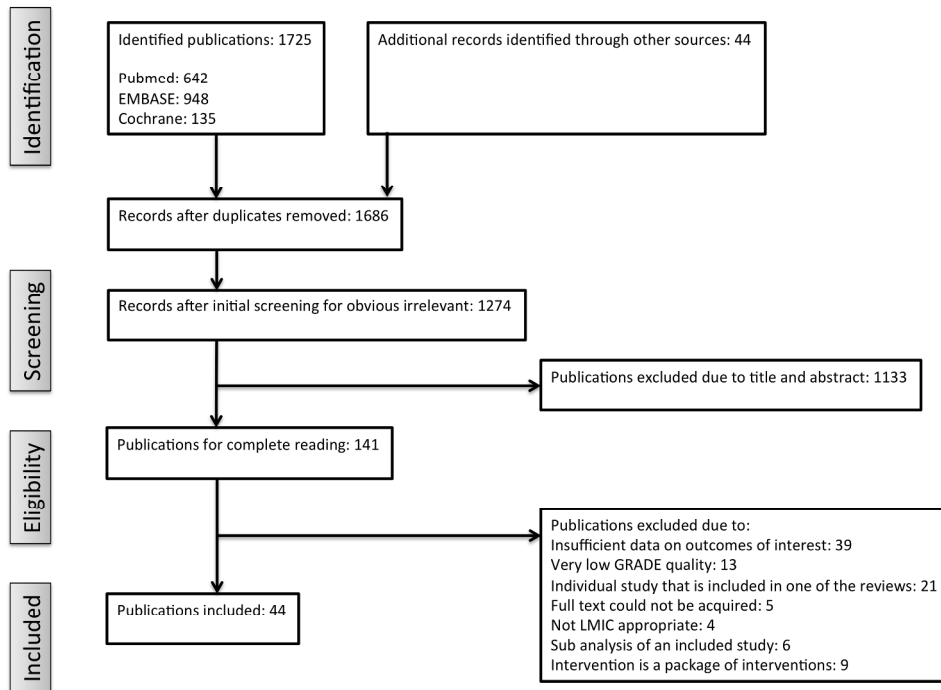 Identification
Identified publications: 1725
Pubmed: 642
EMBASE: 948
Cochrane: 135
Additional records identified through other sources: 44
Records after duplicates removed: 1686
Screening
Records after initial screening for obvious irrelevant: 1274
Publications excluded due to title and abstract: 1133
Eligibility
Publications for complete reading: 141
Publications excluded due to:
Insufficient data on outcomes of interest: 39
Very low GRADE quality: 13
Individual study that is included in one of the reviews: 21
Full text could not be acquired: 5
Not LMIC appropriate: 4
Sub analysis of an included study: 6
Intervention is a package of interventions: 9
Included
Publications included: 44